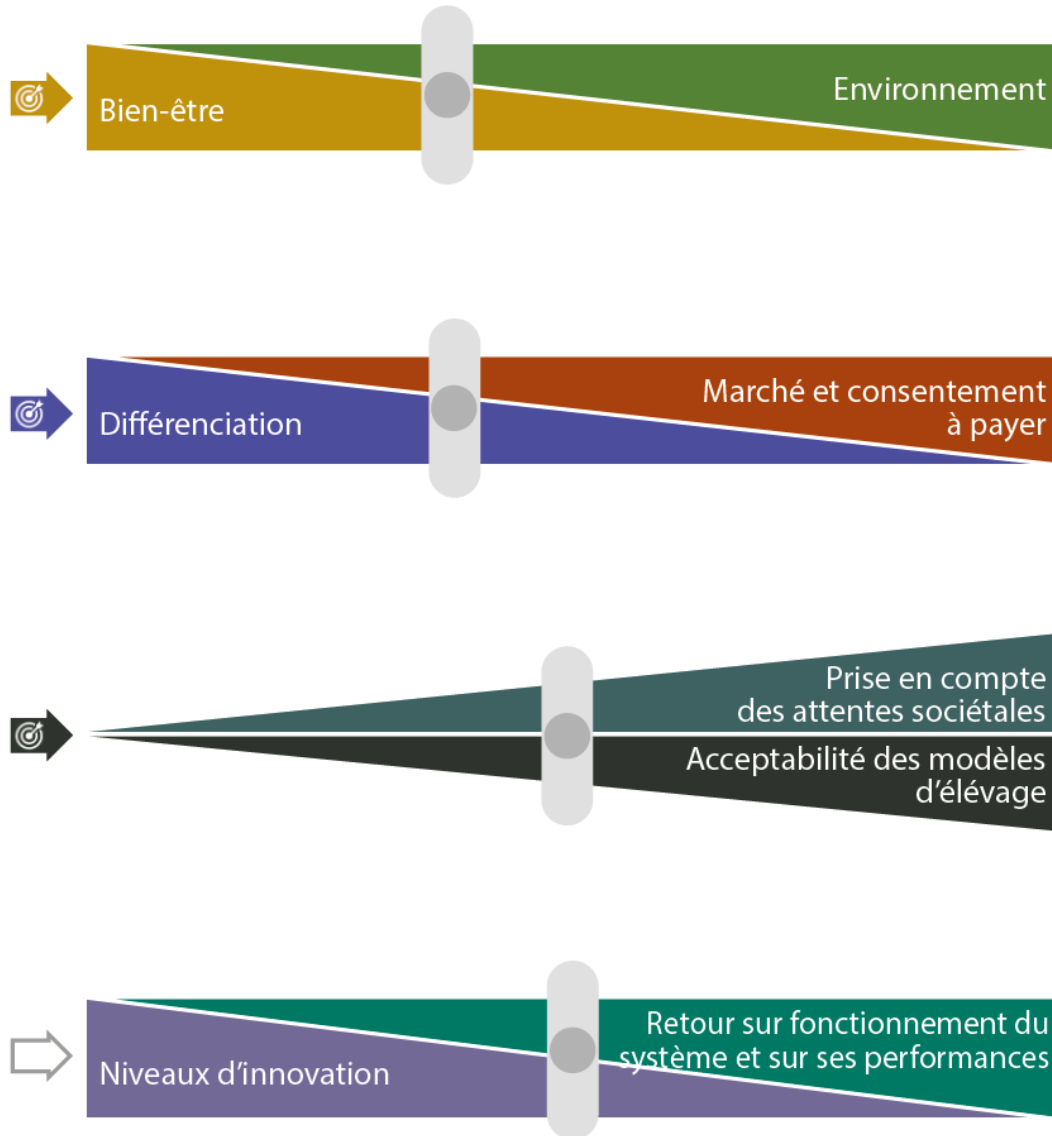 Environnement
Bien-être
Marché et consentement
à payer
Différenciation
Prise en compte
des attentes sociétales
Acceptabilité des modèles
d'élévage
Retour sur fonctionnement du
système et sur ses performances
Niveaux d'innovation